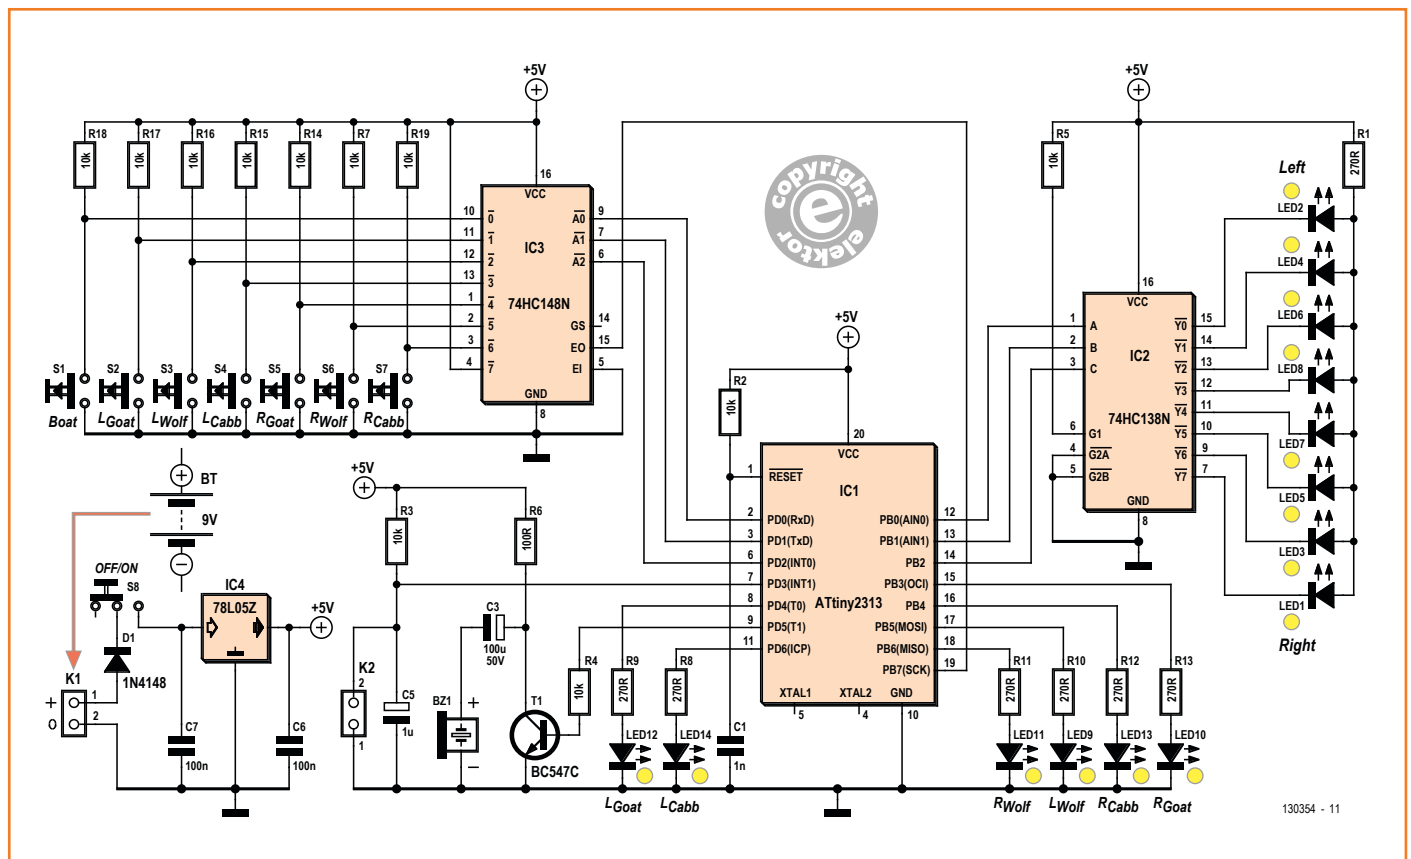 +5V
+5V
R18 R17 R16 R15 R14 R7 R19
10k 10k 10k 10k 10k 10k 10k
R5
10k
R1
270R
copyright
e
elektor
16
VCC
IC3
74HC148N
10 0
11 1
12 2
13 3
1 4
2 5
3 6
4 7
A0 9
A1 7
A2 6
GS 14
EO 15
EI 5
GND
8
S1 S2 S3 S4 S5 S6 S7
Boat LGoat LWolf LCabb RGoat RWolf RCabb
Left
LED2
LED4
LED6
LED8
LED7
LED5
LED3
LED1
Right
16
VCC
IC2
74HC138N
1 A
2 B
3 C
6 G1
4 G2A
5 G2B
Y0 15
Y1 14
Y2 13
Y3 12
Y4 11
Y5 10
Y6 9
Y7 7
GND
8
+5V
R2
10k
20
VCC
IC1
ATtiny2313
1 RESET
2 PD0(RxD)
3 PD1(TxD)
6 PD2(INT0)
7 PD3(INT1)
8 PD4(T0)
9 PD5(T1)
11 PD6(ICP)
PB0(AIN0) 12
PB1(AIN1) 13
PB2 14
PB3(OCI) 15
PB4 16
PB5(MOSI) 17
PB6(MISO) 18
PB7(SCK) 19
XTAL1 XTAL2 GND
5 4 10
BT
9V
OFF/ON
S8
D1
1N4148
K1
+ 1
0 2
IC4
78L05Z
+5V
C7
100n
C6
100n
+5V
R3
10k
R6
100R
C3
100u
50V
K2
2
1
C5
1u
BZ1
+
–
T1
BC547C
R4
10k
R9
270R
R8
270R
LED12 LED14
LGoat LCabb
C1
1n
R11 R10 R12 R13
270R 270R 270R 270R
LED11 LED9 LED13 LED10
RWolf LWolf RCabb RGoat
130354 - 11